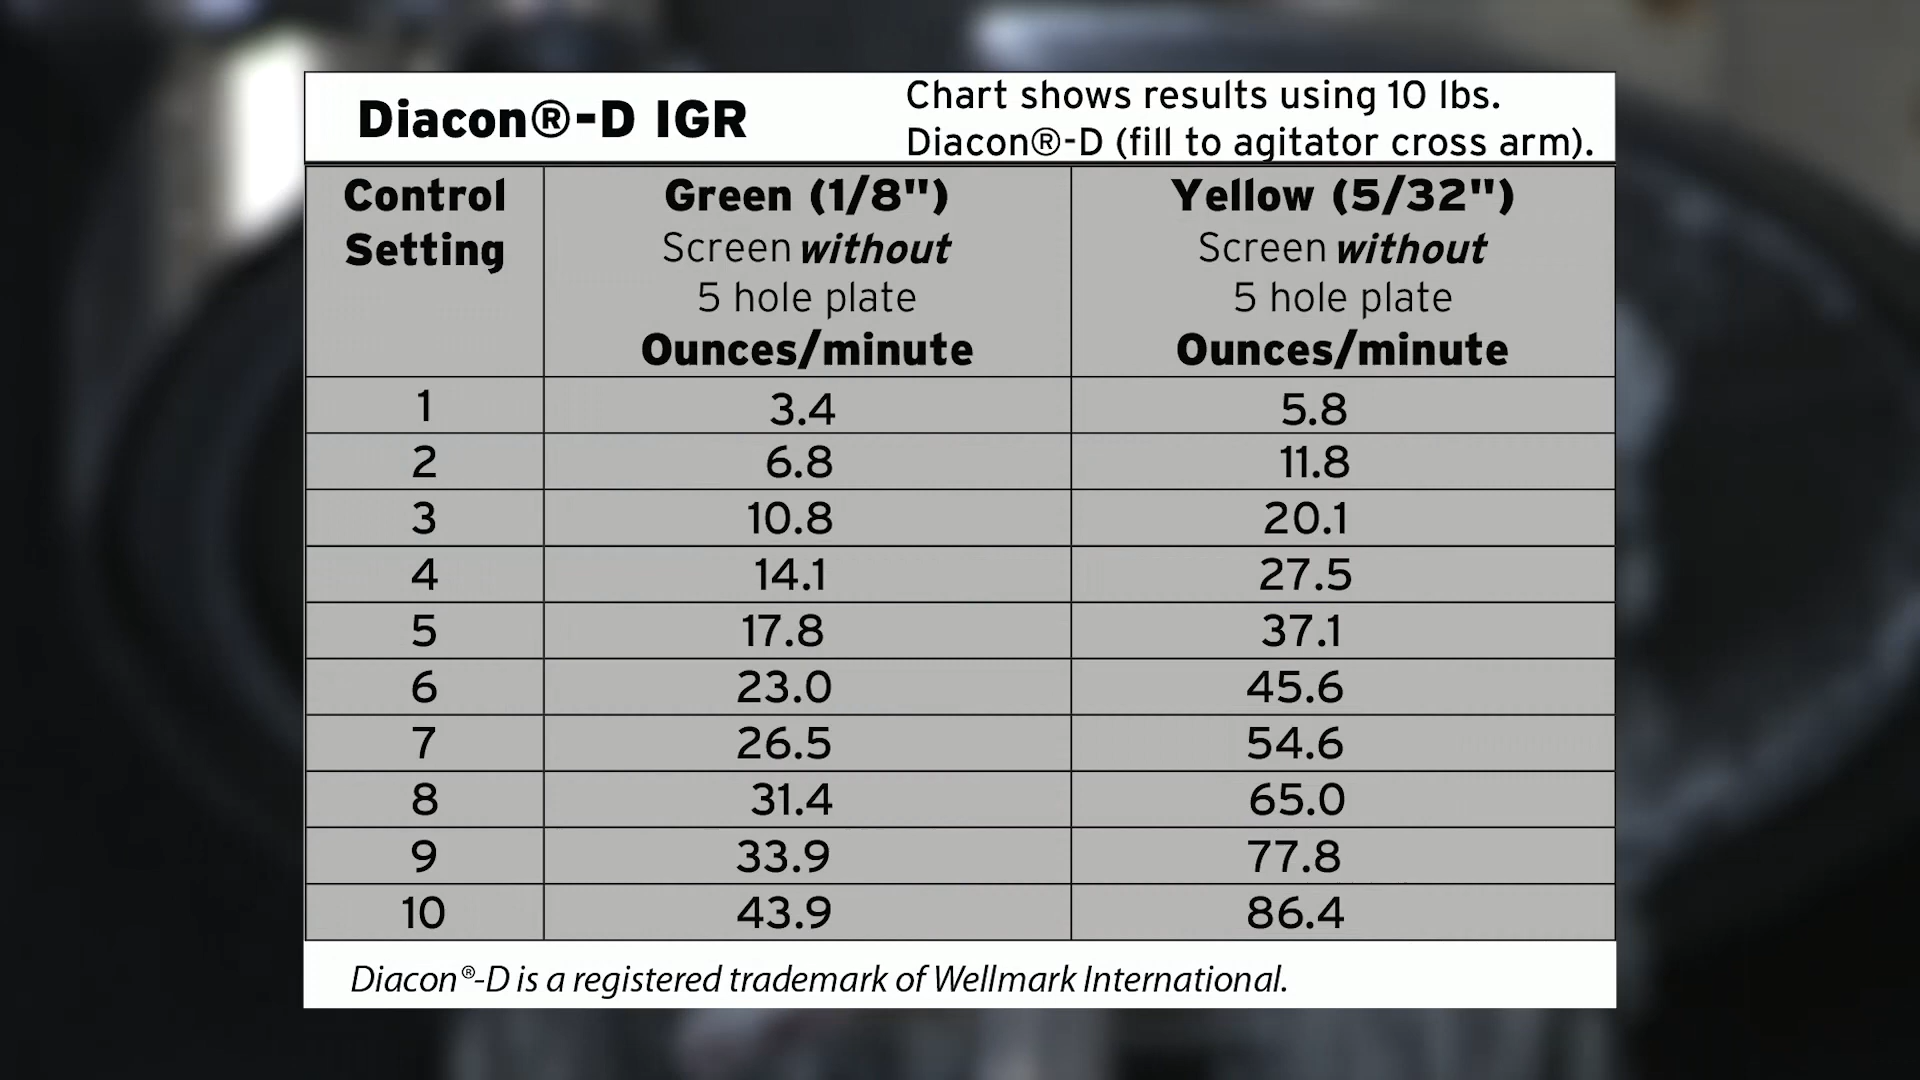 Diacon®-D IGR
Chart shows results using 10 lbs.
Diacon®-D (fill to agitator cross arm).
Control Setting
Green (1/8")
Screen without
5 hole plate
Ounces/minute
Yellow (5/32")
Screen without
5 hole plate
Ounces/minute
1 3.4 5.8
2 6.8 11.8
3 10.8 20.1
4 14.1 27.5
5 17.8 37.1
6 23.0 45.6
7 26.5 54.6
8 31.4 65.0
9 33.9 77.8
10 43.9 86.4
Diacon®-D is a registered trademark of Wellmark International.